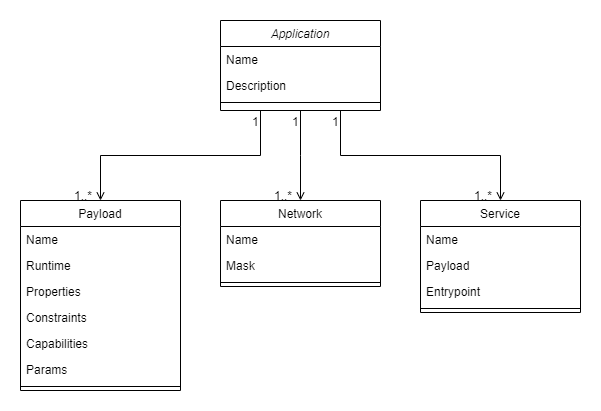 Application
Name
Description
1 1 1
1..* 1..* 1..*
Payload
Name
Runtime
Properties
Constraints
Capabilities
Params
Network
Name
Mask
Service
Name
Payload
Entrypoint